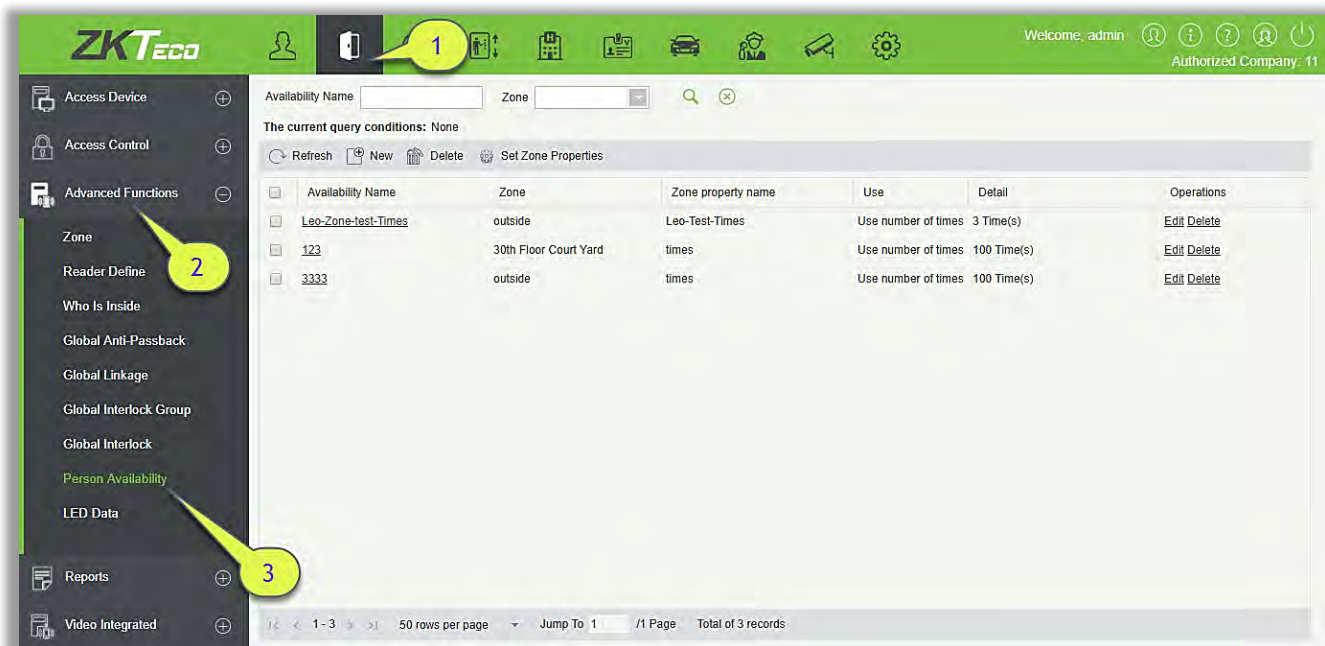 ZKTeco
1
Welcome, admin
Authorized Company: 11
Access Device
Access Control
Advanced Functions
2
Zone
Reader Define
Who Is Inside
Global Anti-Passback
Global Linkage
Global Interlock Group
Global Interlock
Person Availability
LED Data
3
Reports
Video Integrated
Availability Name Zone
The current query conditions: None
Refresh New Delete Set Zone Properties
Availability Name Zone Zone property name Use Detail Operations
Leo-Zone-test-Times outside Leo-Test-Times Use number of times 3 Time(s) Edit Delete
123 30th Floor Court Yard times Use number of times 100 Time(s) Edit Delete
3333 outside times Use number of times 100 Time(s) Edit Delete
1-3 50 rows per page Jump To 1 /1 Page Total of 3 records